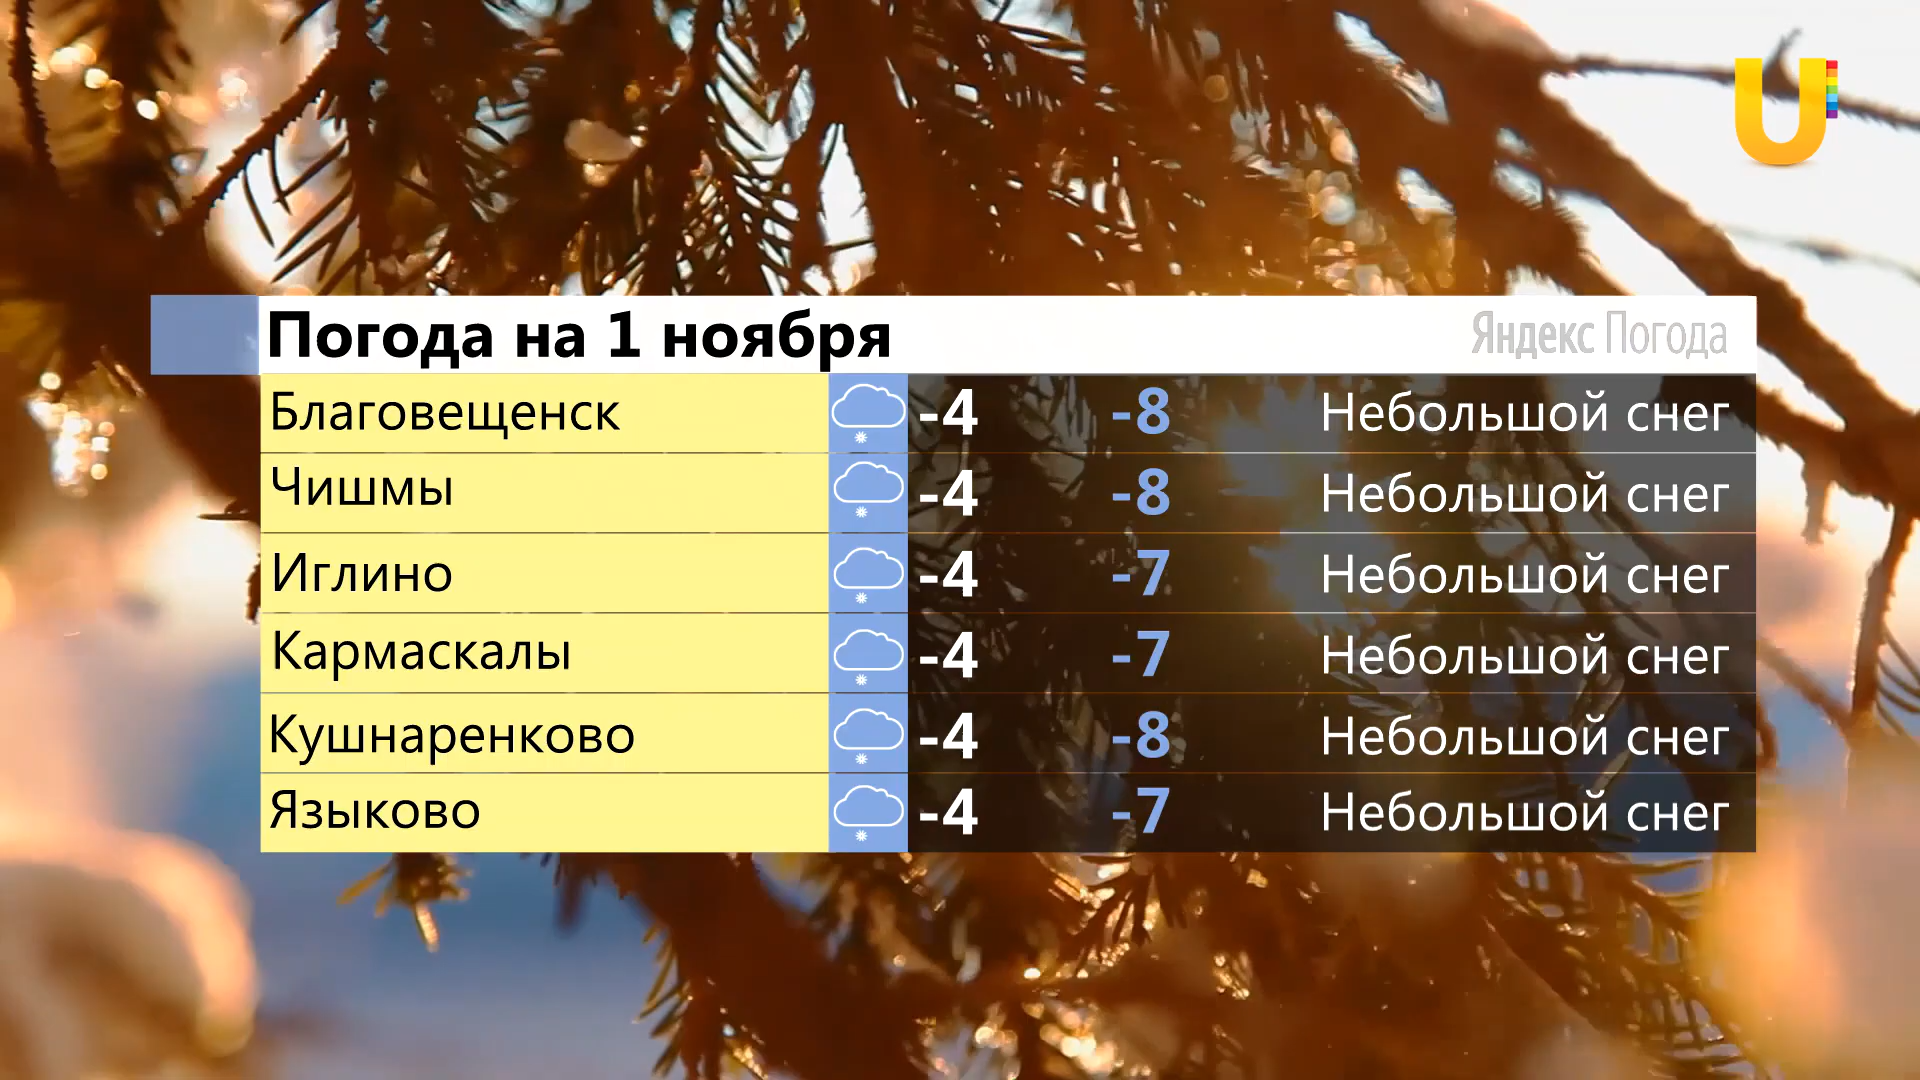 U
Погода на 1 ноября Яндекс Погода
Благовещенск -4 -8 Небольшой снег
Чишмы -4 -8 Небольшой снег
Иглино -4 -7 Небольшой снег
Кармаскалы -4 -7 Небольшой снег
Кушнаренково -4 -8 Небольшой снег
Языково -4 -7 Небольшой снег